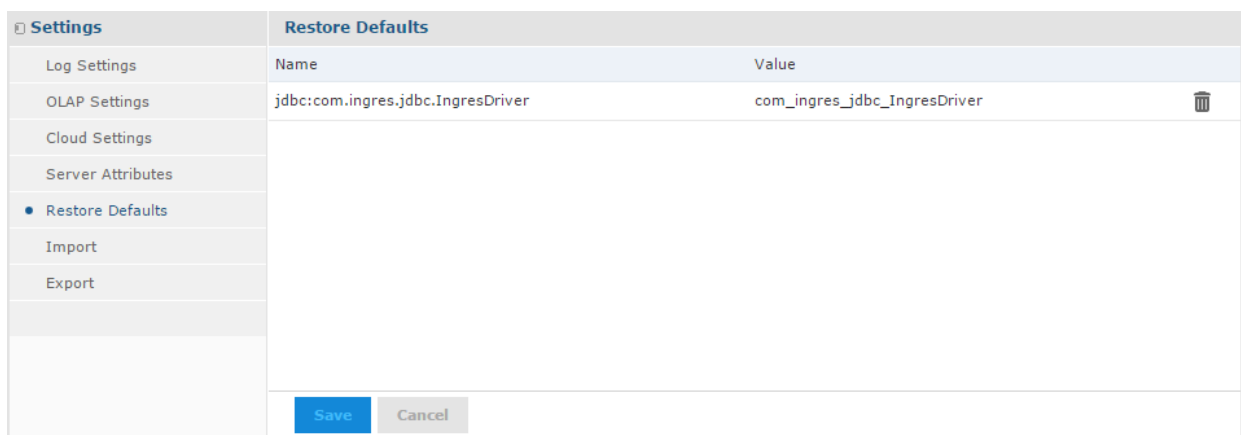 Settings
Restore Defaults
Log Settings
Name Value
OLAP Settings
jdbc:com.ingres.jdbc.IngresDriver com_ingres_jdbc_IngresDriver
Cloud Settings
Server Attributes
Restore Defaults
Import
Export
Save Cancel